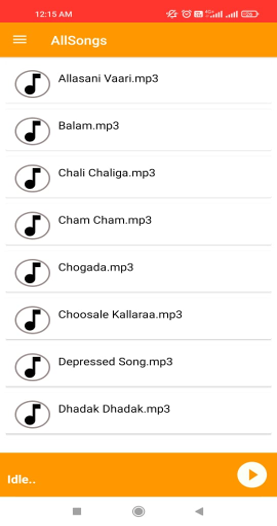 12:15 AM
AllSongs
Allasani Vaari.mp3
Balam.mp3
Chali Chaliga.mp3
Cham Cham.mp3
Chogada.mp3
Choosale Kallaraa.mp3
Depressed Song.mp3
Dhadak Dhadak.mp3
Idle..